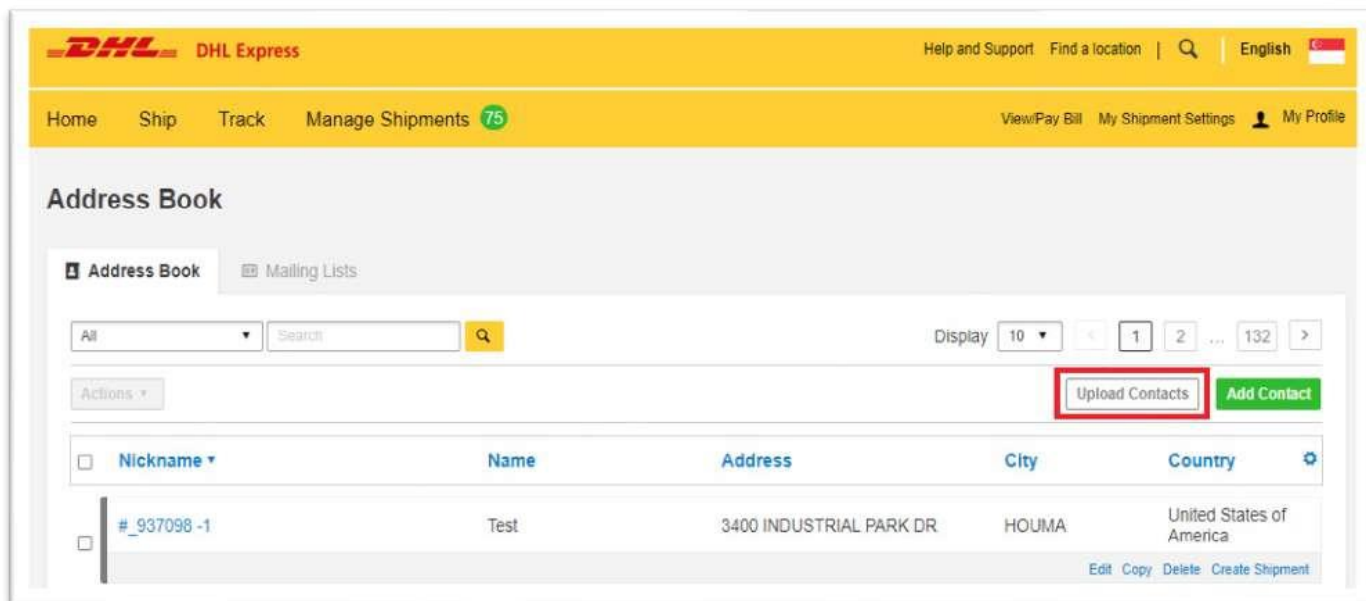 DHL DHL Express Help and Support Find a location | English
Home Ship Track Manage Shipments 75 View/Pay Bill My Shipment Settings My Profile
Address Book
Address Book Mailing Lists
All Search Display 10 < 1 2 ... 132 >
Actions Upload Contacts Add Contact
Nickname Name Address City Country
#_937098 -1 Test 3400 INDUSTRIAL PARK DR HOUMA United States of
America
Edit Copy Delete Create Shipment